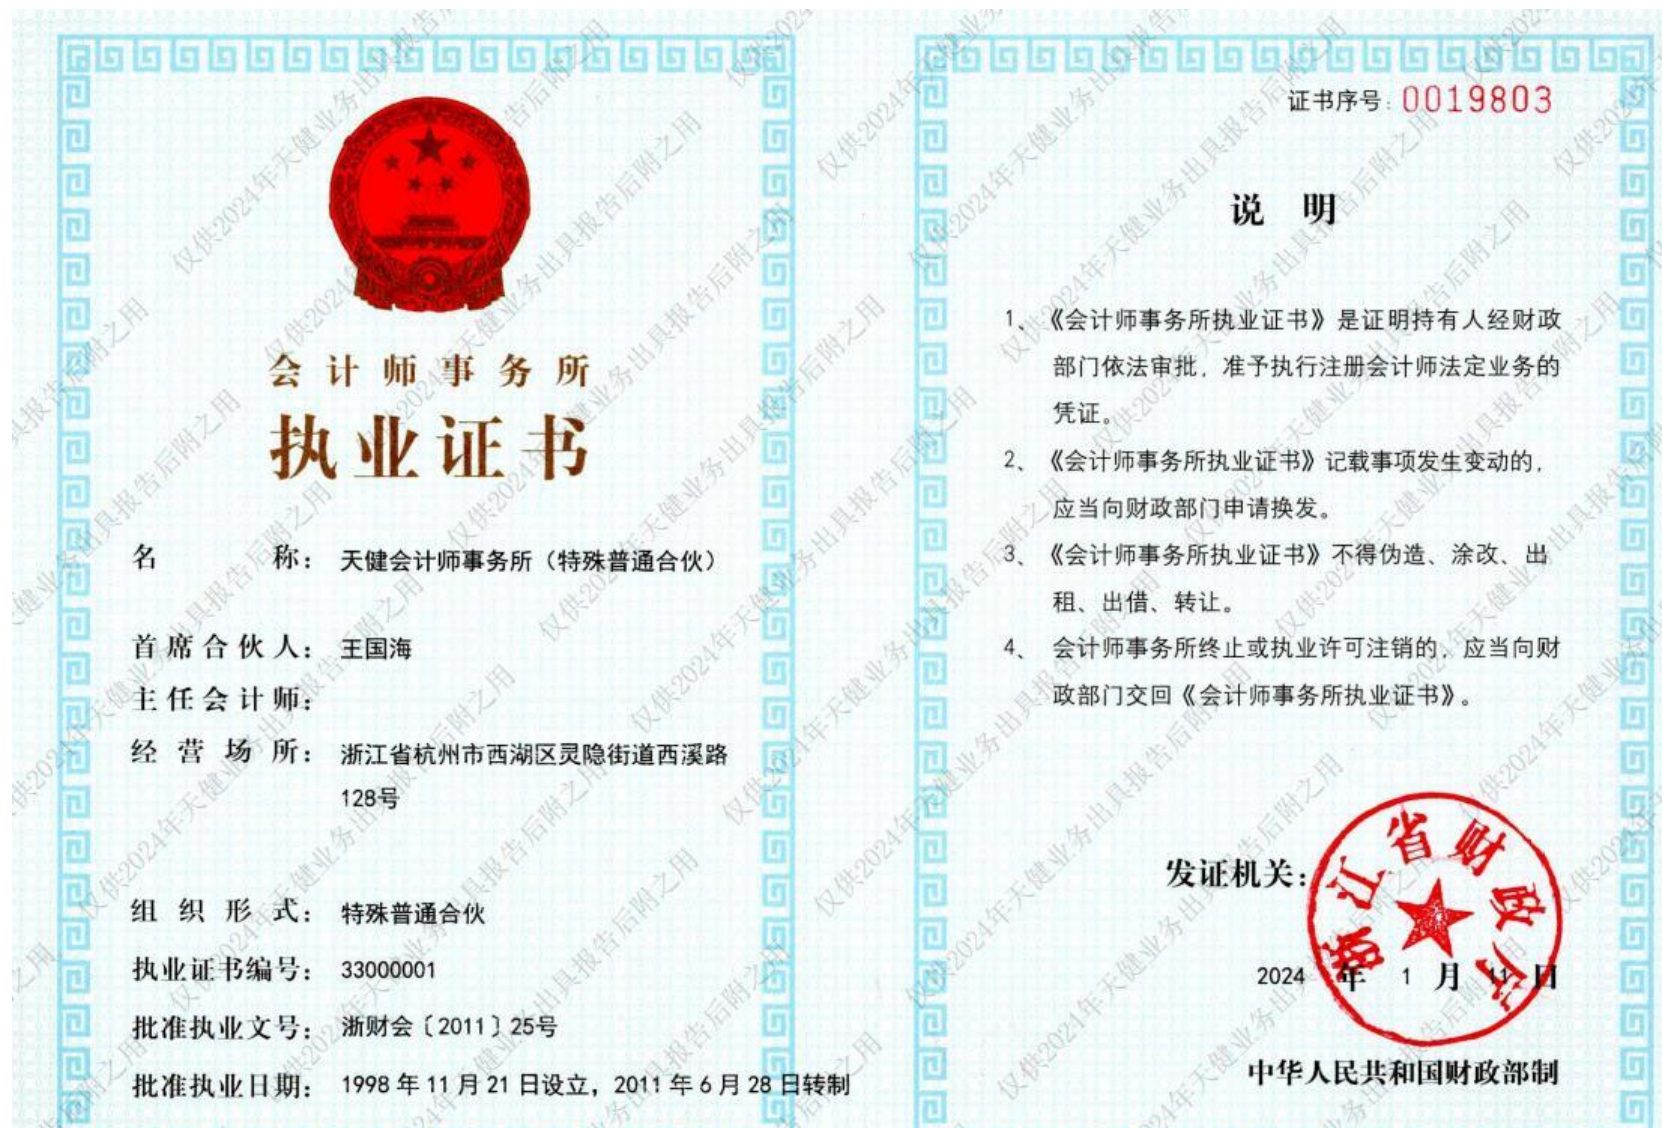 会计师事务所
执业证书
名称：天健会计师事务所（特殊普通合伙）
首席合伙人：王国海
主任会计师：
经营场所：浙江省杭州市西湖区灵隐街道西溪路
128号
组织形式：特殊普通合伙
执业证书编号：33000001
批准执业文号：浙财会〔2011〕25号
批准执业日期：1998年11月21日设立，2011年6月28日转制
证书序号：0019803
说明
1、《会计师事务所执业证书》是证明持有人经财政
部门依法审批，准予执行注册会计师法定业务的
凭证。
2、《会计师事务所执业证书》记载事项发生变动的，
应当向财政部门申请换发。
3、《会计师事务所执业证书》不得伪造、涂改、出
租、出借、转让。
4、会计师事务所终止或执业许可注销的，应当向财
政部门交回《会计师事务所执业证书》。
发证机关：
浙江省财政厅
2024年1月11日
中华人民共和国财政部制
仅供2024年天健业务出具报告后附之用